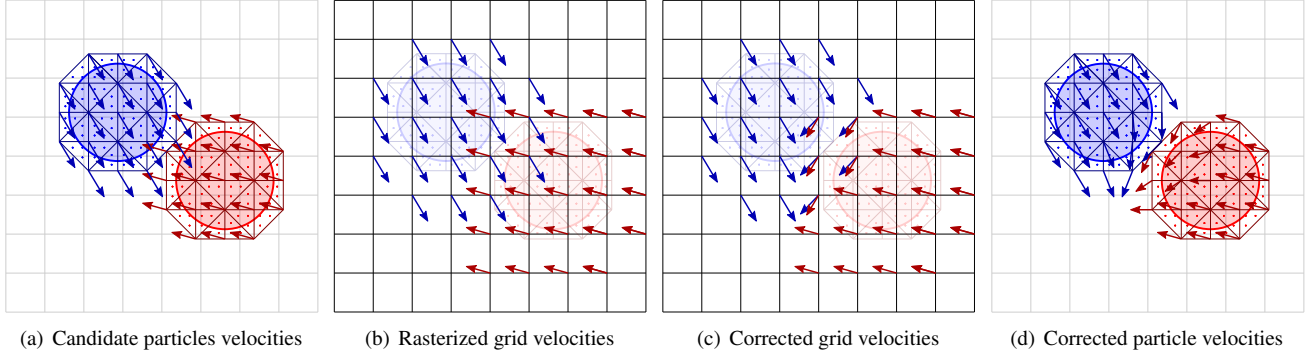 (a) Candidate particles velocities
(b) Rasterized grid velocities
(c) Corrected grid velocities
(d) Corrected particle velocities